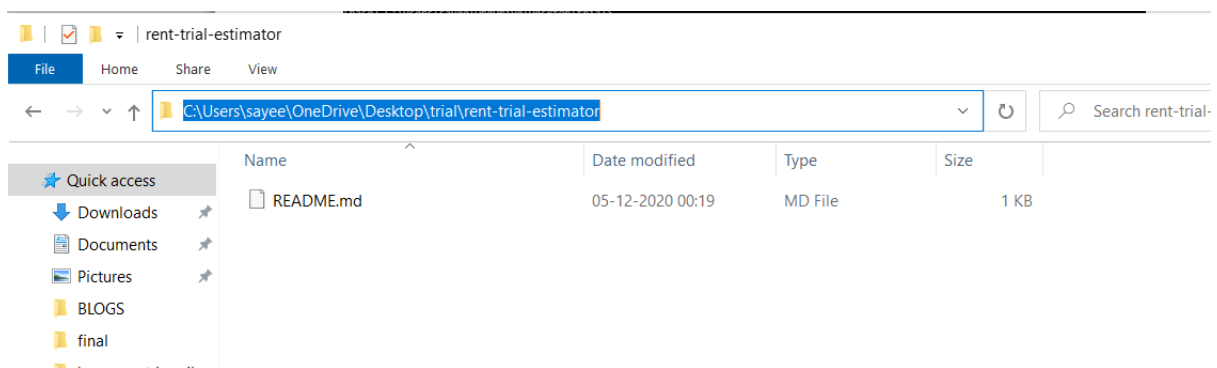 rent-trial-estimator
File Home Share View
C:\Users\sayee\OneDrive\Desktop\trial\rent-trial-estimator Search rent-trial-
Name Date modified Type Size
Quick access
README.md 05-12-2020 00:19 MD File 1 KB
Downloads
Documents
Pictures
BLOGS
final